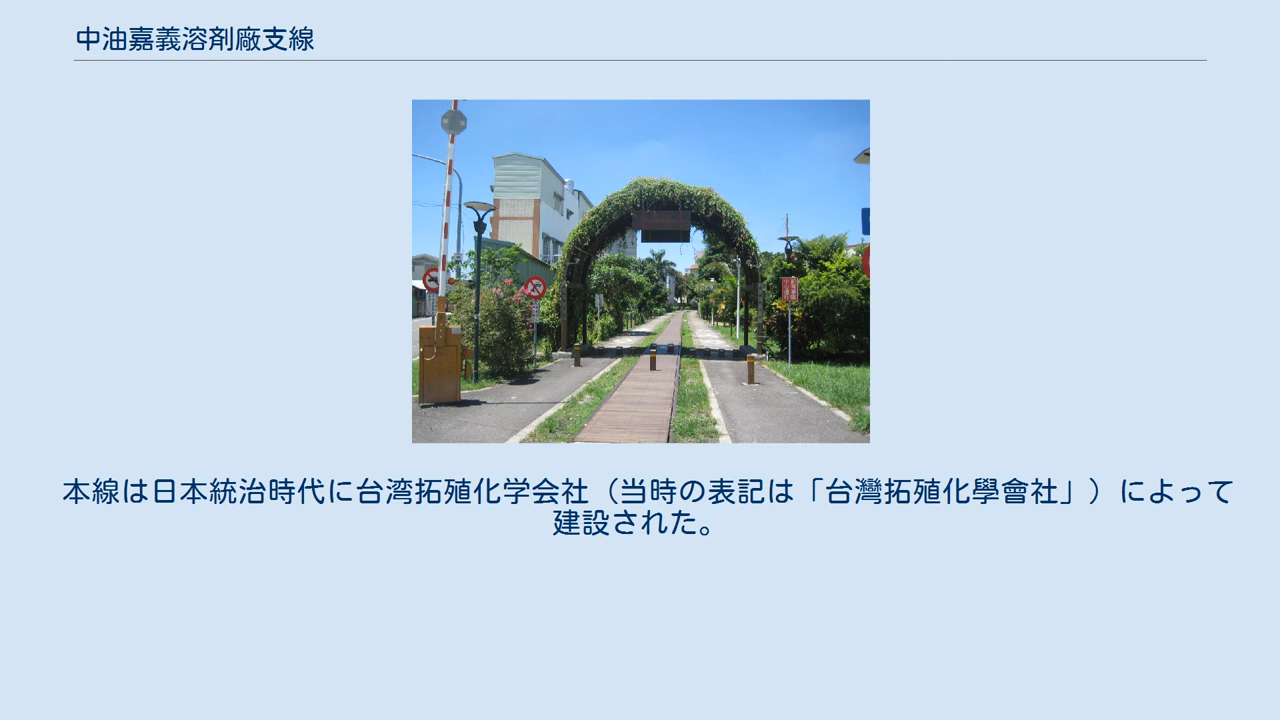 中油嘉義溶剤廠支線
本線は日本統治時代に台湾拓殖化学会社（当時の表記は「台灣拓殖化學會社」）によって
建設された。